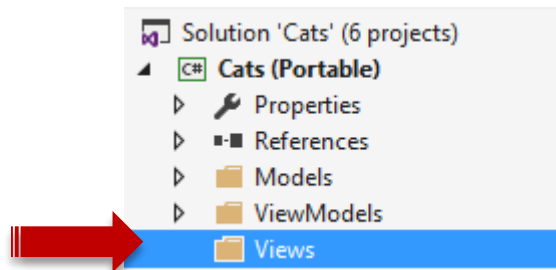 Solution 'Cats' (6 projects)
C# Cats (Portable)
Properties
References
Models
ViewModels
Views